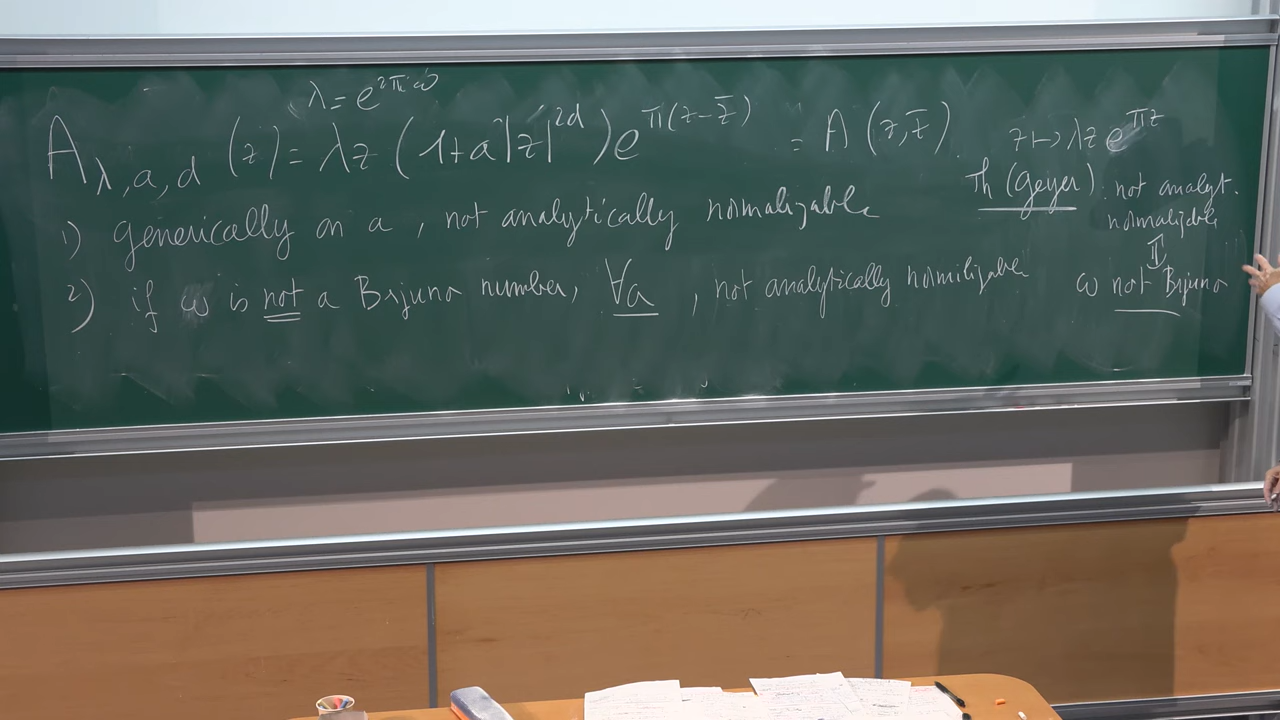 λ = e^{2πiω}
A_{λ,a,d} (z) = λz (1+a|z|^{2d}) e^{π(z-z̄)} = A (z, z̄).
1) generically on a, not analytically normalizable
2) if ω is not a Brjuno number, ∀a, not analytically normalizable
z ↦ λz e^{πz}
Th (Geyer): not analyt.
normalizable
⇕
ω not Brjuno